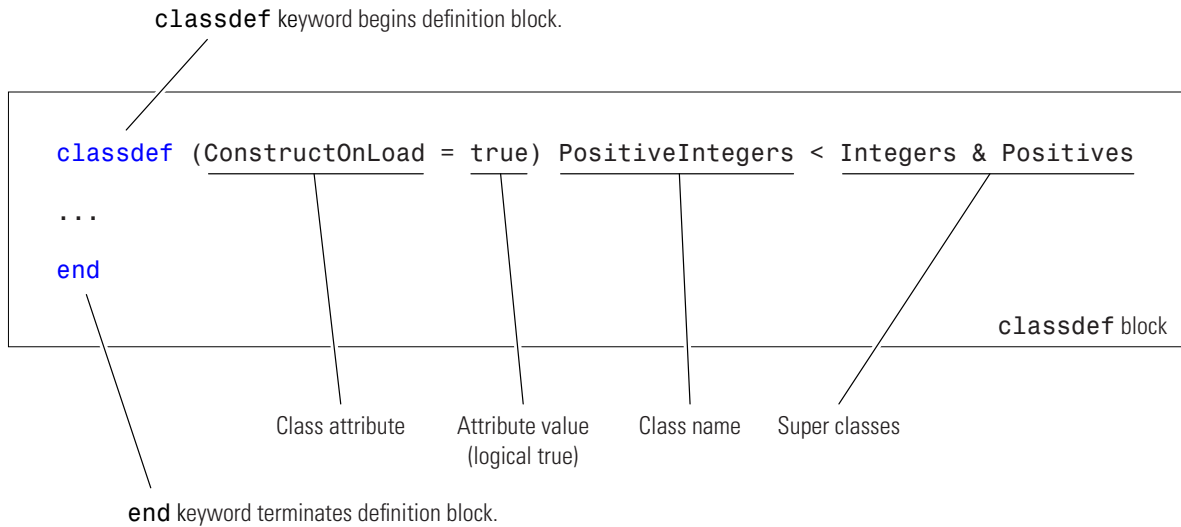 classdef keyword begins definition block.
classdef (ConstructOnLoad = true) PositiveIntegers < Integers & Positives
...
end
classdef block
Class attribute
Attribute value
(logical true)
Class name
Super classes
end keyword terminates definition block.